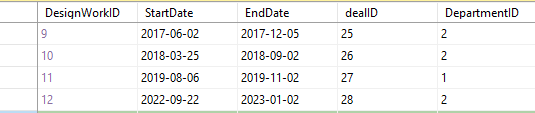 DesignWorkID StartDate EndDate dealID DepartmentID
9 2017-06-02 2017-12-05 25 2
10 2018-03-25 2018-09-02 26 2
11 2019-08-06 2019-11-02 27 1
12 2022-09-22 2023-01-02 28 2